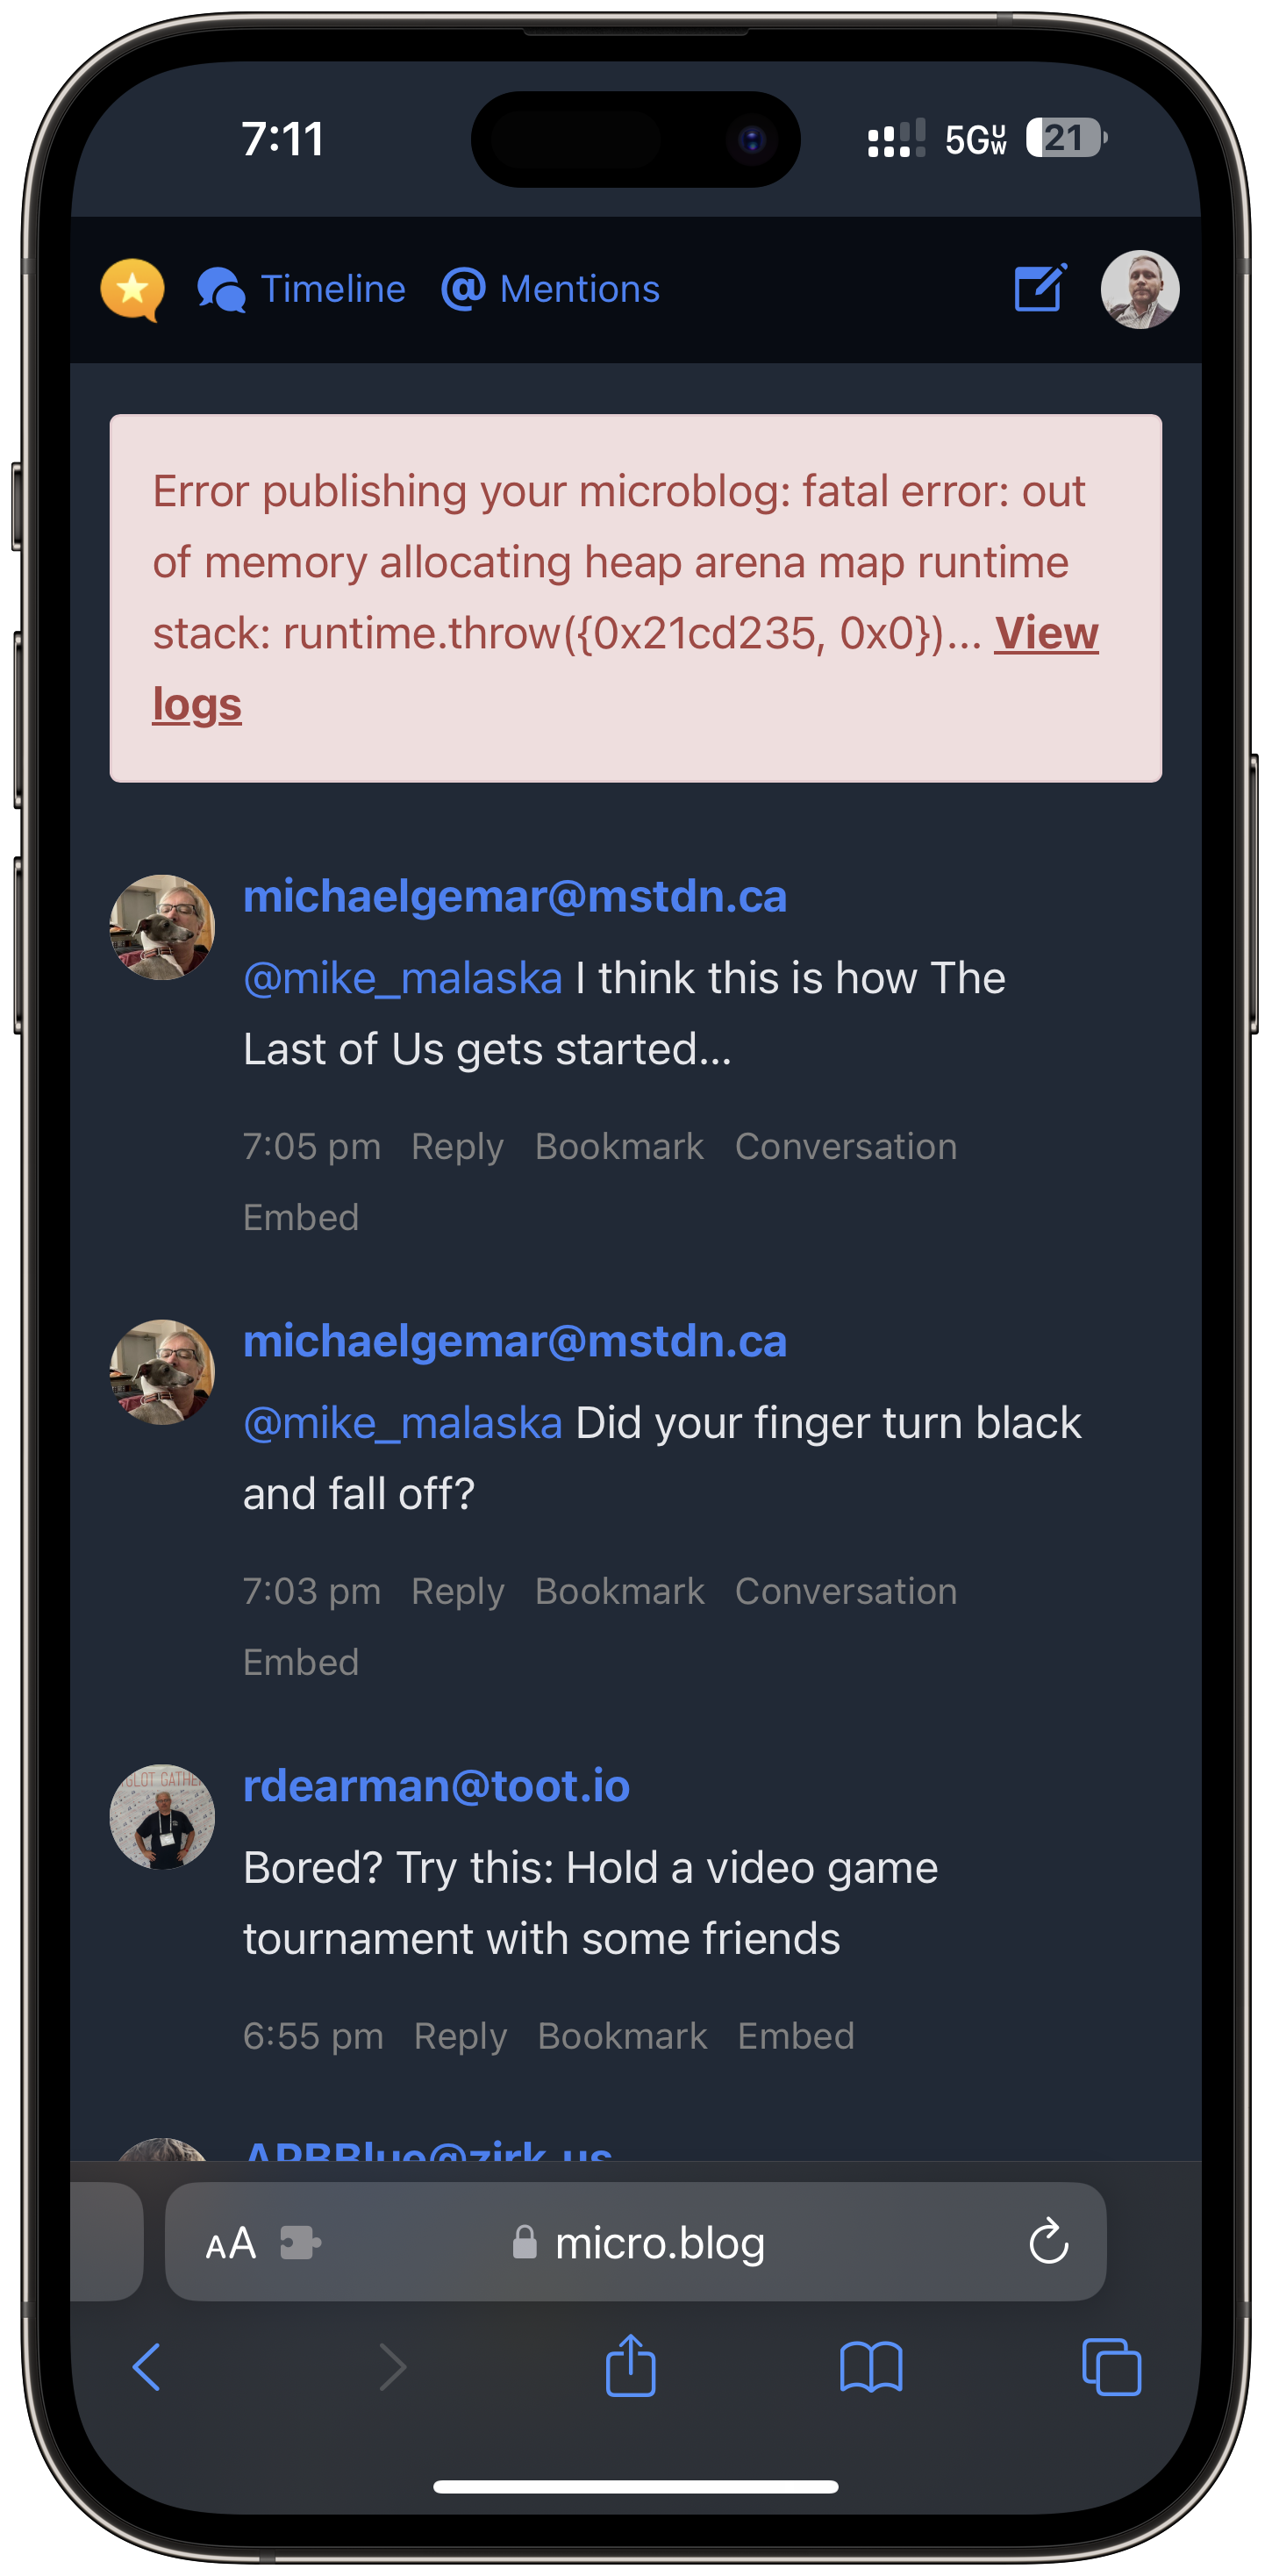 7:11
5G UW 21
Timeline @ Mentions
Error publishing your microblog: fatal error: out
of memory allocating heap arena map runtime
stack: runtime.throw({0x21cd235, 0x0})... View
logs
michaelgemar@mstdn.ca
@mike_malaska I think this is how The
Last of Us gets started...
7:05 pm Reply Bookmark Conversation
Embed
michaelgemar@mstdn.ca
@mike_malaska Did your finger turn black
and fall off?
7:03 pm Reply Bookmark Conversation
Embed
rdearman@toot.io
Bored? Try this: Hold a video game
tournament with some friends
6:55 pm Reply Bookmark Embed
APBBlue@zirk.us
AA micro.blog